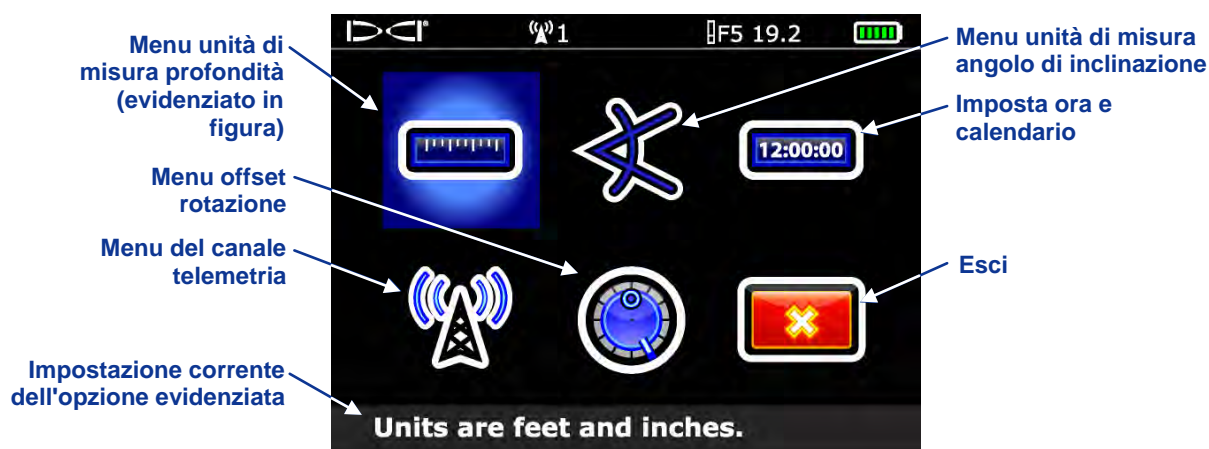 DCI
1
F5 19.2
Menu unità di
misura profondità
(evidenziato in
figura)
Menu unità di misura
angolo di inclinazione
Imposta ora e
calendario
12:00:00
Menu offset
rotazione
Menu del canale
telemetria
Esci
Impostazione corrente
dell'opzione evidenziata
Units are feet and inches.